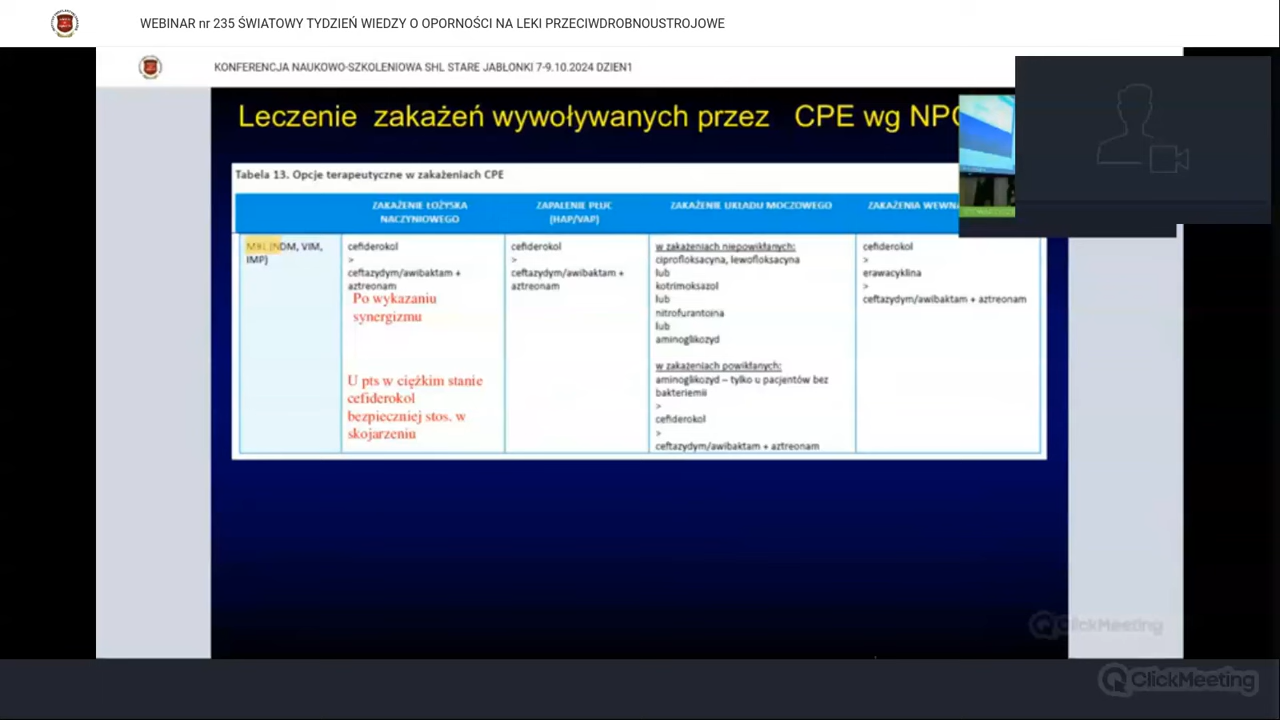 WEBINAR nr 235 ŚWIATOWY TYDZIEŃ WIEDZY O OPORNOŚCI NA LEKI PRZECIWDROBNOUSTROJOWE
KONFERENCJA NAUKOWO-SZKOLENIOWA SHL STARE JABŁONKI 7-9.10.2024 DZIEN1
Leczenie zakażeń wywoływanych przez CPE wg
Tabela 13. Opcje terapeutyczne w zakażeniach CPE
ZAKAŻENIE ŁOŻYSKA
NACZYNIOWEGO
ZAPALENIE PŁUC
(HAP/VAP)
ZAKAŻENIE UKŁADU MOCZOWEGO
ZAKAŻENIA
MBL (NDM, VIM,
IMP)
cefiderokol
>
ceftazydym/awibaktam +
aztreonam
Po wykazaniu
synergizmu
U pts w ciężkim stanie
cefiderokol
bezpieczniej stos. w
skojarzeniu
cefiderokol
>
ceftazydym/awibaktam +
aztreonam
w zakażeniach niepowikłanych:
ciprofloksacyna, lewofloksacyna
lub
kotrimoksazol
lub
nitrofurantoina
lub
aminoglikozyd
w zakażeniach powikłanych:
aminoglikozyd – tylko u pacjentów bez
bakteriemii
>
cefiderokol
>
ceftazydym/awibaktam + aztreonam
cefiderokol
>
erawacyklina
>
ceftazydym/awibaktam + aztreonam
ClickMeeting
ClickMeeting